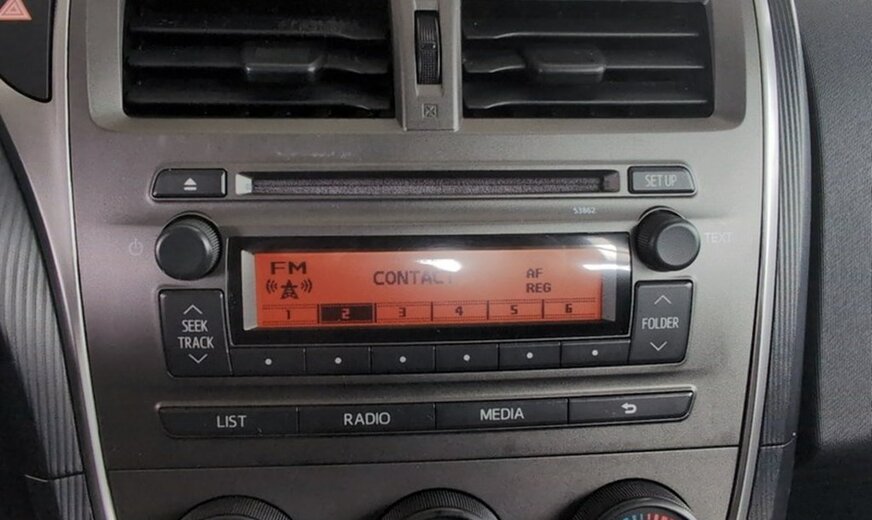 SET UP
53862
TEXT
FM
CONTACT
AF
REG
1 2 3 4 5 6
SEEK
TRACK
FOLDER
LIST
RADIO
MEDIA